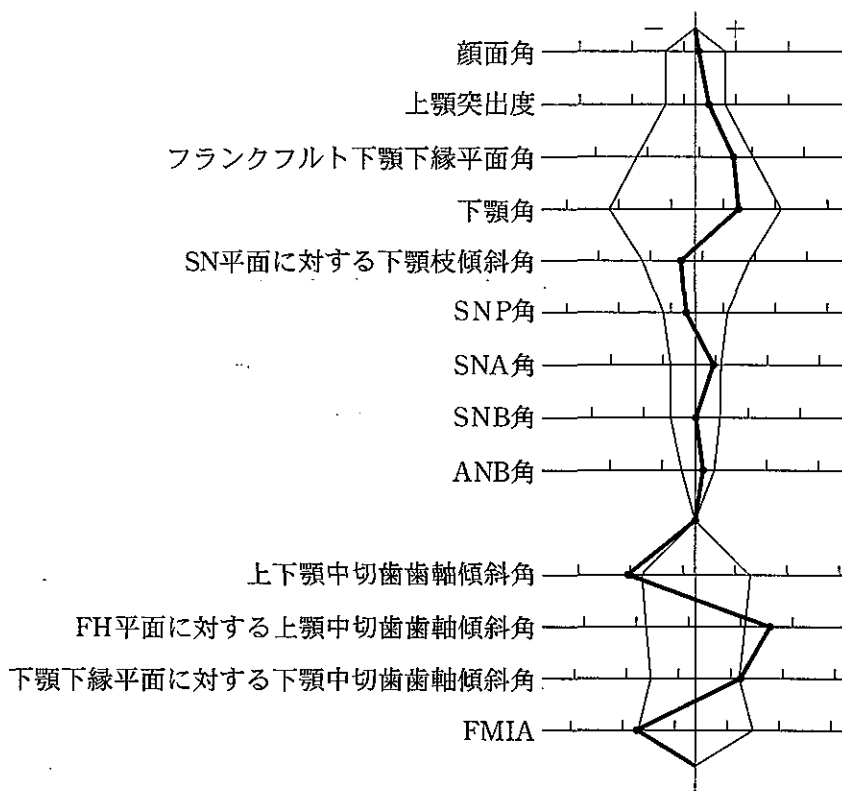 － ＋
顔面角
上顎突出度
フランクフルト下顎下縁平面角
下顎角
SN平面に対する下顎枝傾斜角
SNP角
SNA角
SNB角
ANB角
上下顎中切歯歯軸傾斜角
FH平面に対する上顎中切歯歯軸傾斜角
下顎下縁平面に対する下顎中切歯歯軸傾斜角
FMIA